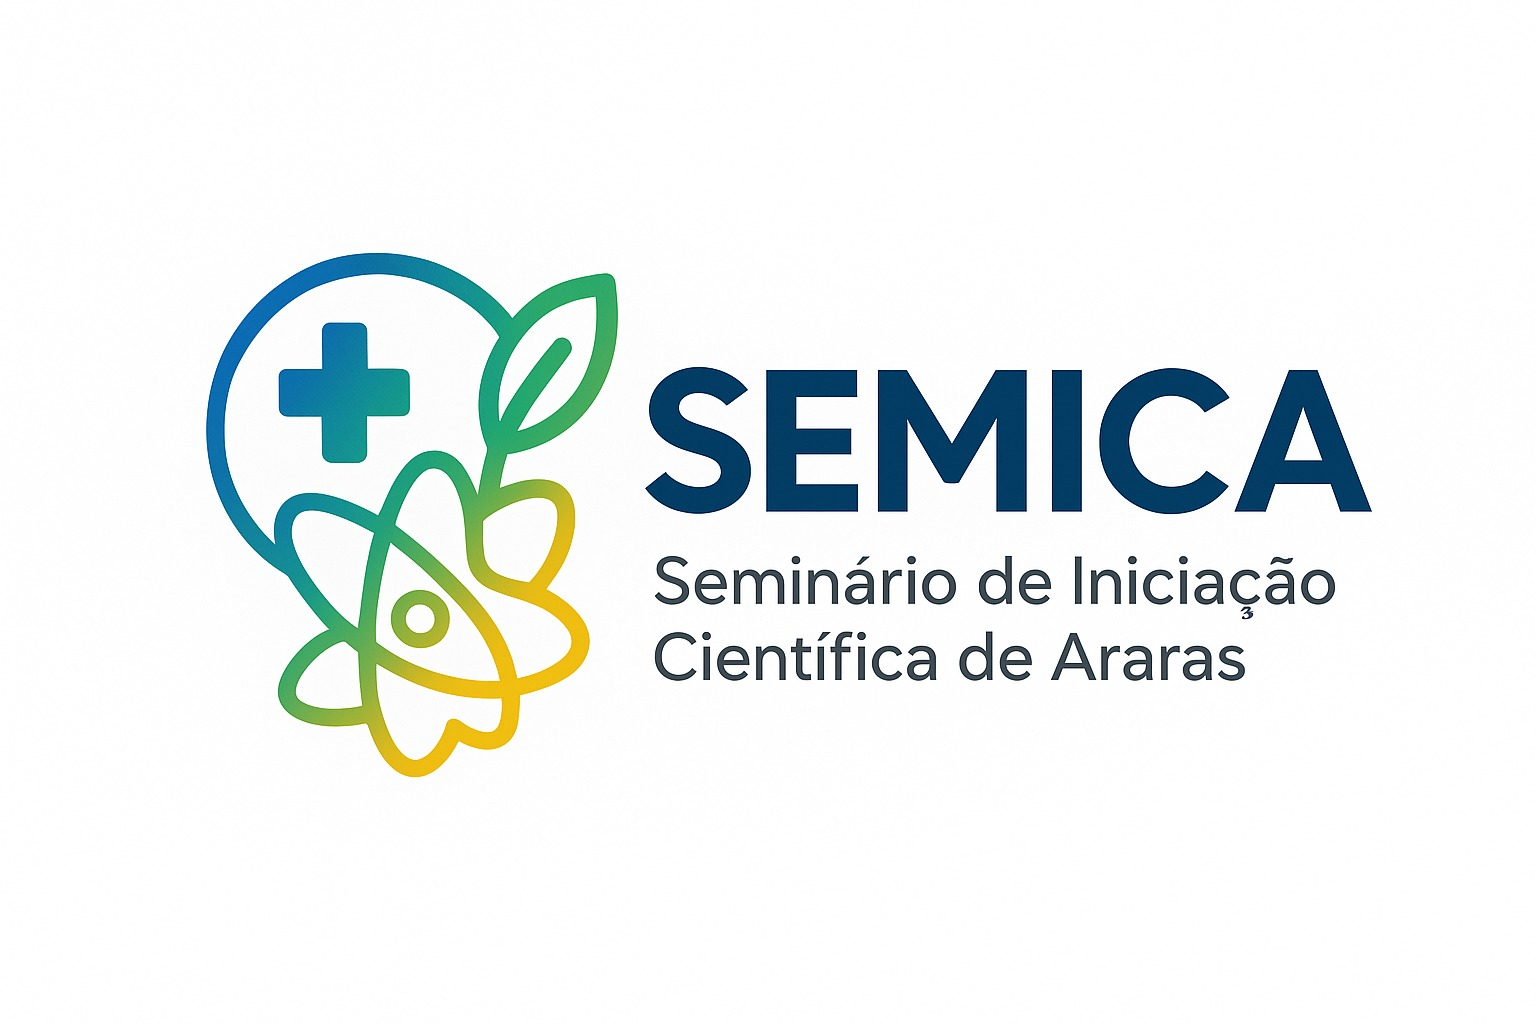 SEMICA
Seminário de Iniciação
Científica de Araras